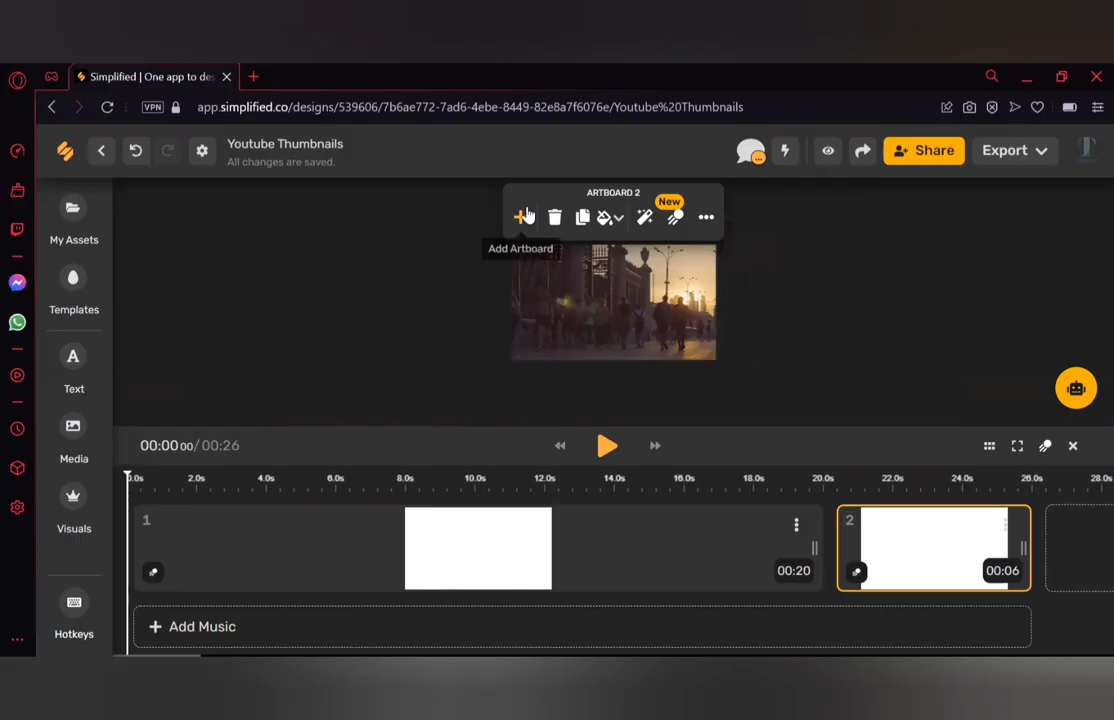 Simplified | One app to des
VPN
app.simplified.co/designs/539606/7b6ae772-7ad6-4ebe-8449-82e8a7f6076e/Youtube%20Thumbnails
Youtube Thumbnails
All changes are saved.
Share
Export
My Assets
Templates
Text
Media
Visuals
Hotkeys
ARTBOARD 2
New
Add Artboard
00:00:00/00:26
0.0s 2.0s 4.0s 6.0s 8.0s 10.0s 12.0s 14.0s 16.0s 18.0s 20.0s 22.0s 24.0s 26.0s 28.0s
1
00:20
2
00:06
+ Add Music